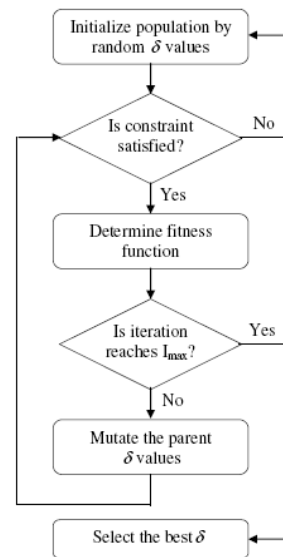 Initialize population by
random δ values
Is constraint
satisfied?
No
Yes
Determine fitness
function
Is iteration
reaches Imax?
Yes
No
Mutate the parent
δ values
Select the best δ